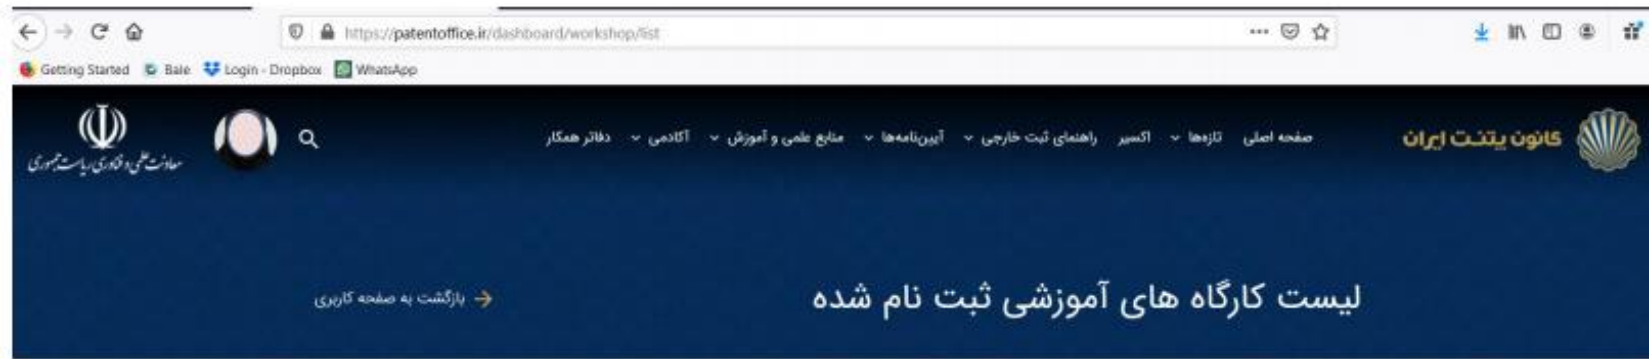 https://patentoffice.ir/dashboard/workshop/list
Getting Started Bale Login - Dropbox WhatsApp
کانون پتنت ایران
صفحه اصلی تازه‌ها اکسیر راهنمای ثبت خارجی آیین‌نامه‌ها منابع علمی و آموزش آکادمی دفاتر همکار
معاونت علمی و فناوری ریاست جمهوری
لیست کارگاه های آموزشی ثبت نام شده
بازگشت به صفحه کاربری